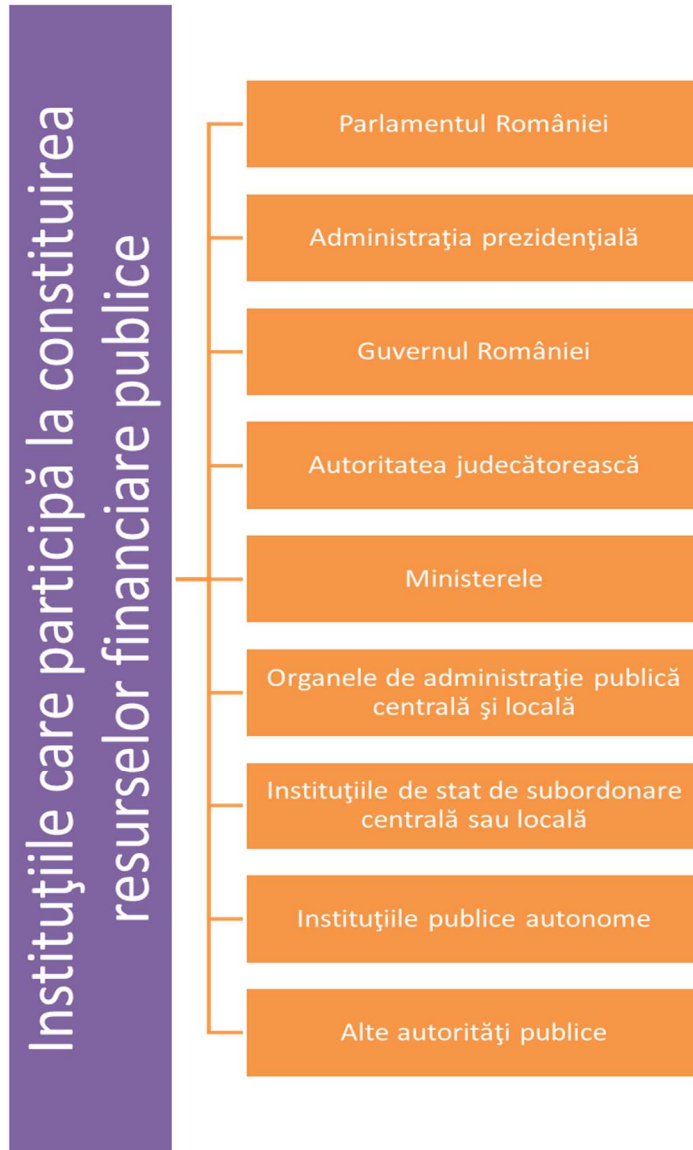 Instituţiile care participă la constituirea
resurselor financiare publice
Parlamentul României
Administraţia prezidenţială
Guvernul României
Autoritatea judecătorească
Ministerele
Organele de administraţie publică
centrală şi locală
Instituţiile de stat de subordonare
centrală sau locală
Instituţiile publice autonome
Alte autorităţi publice